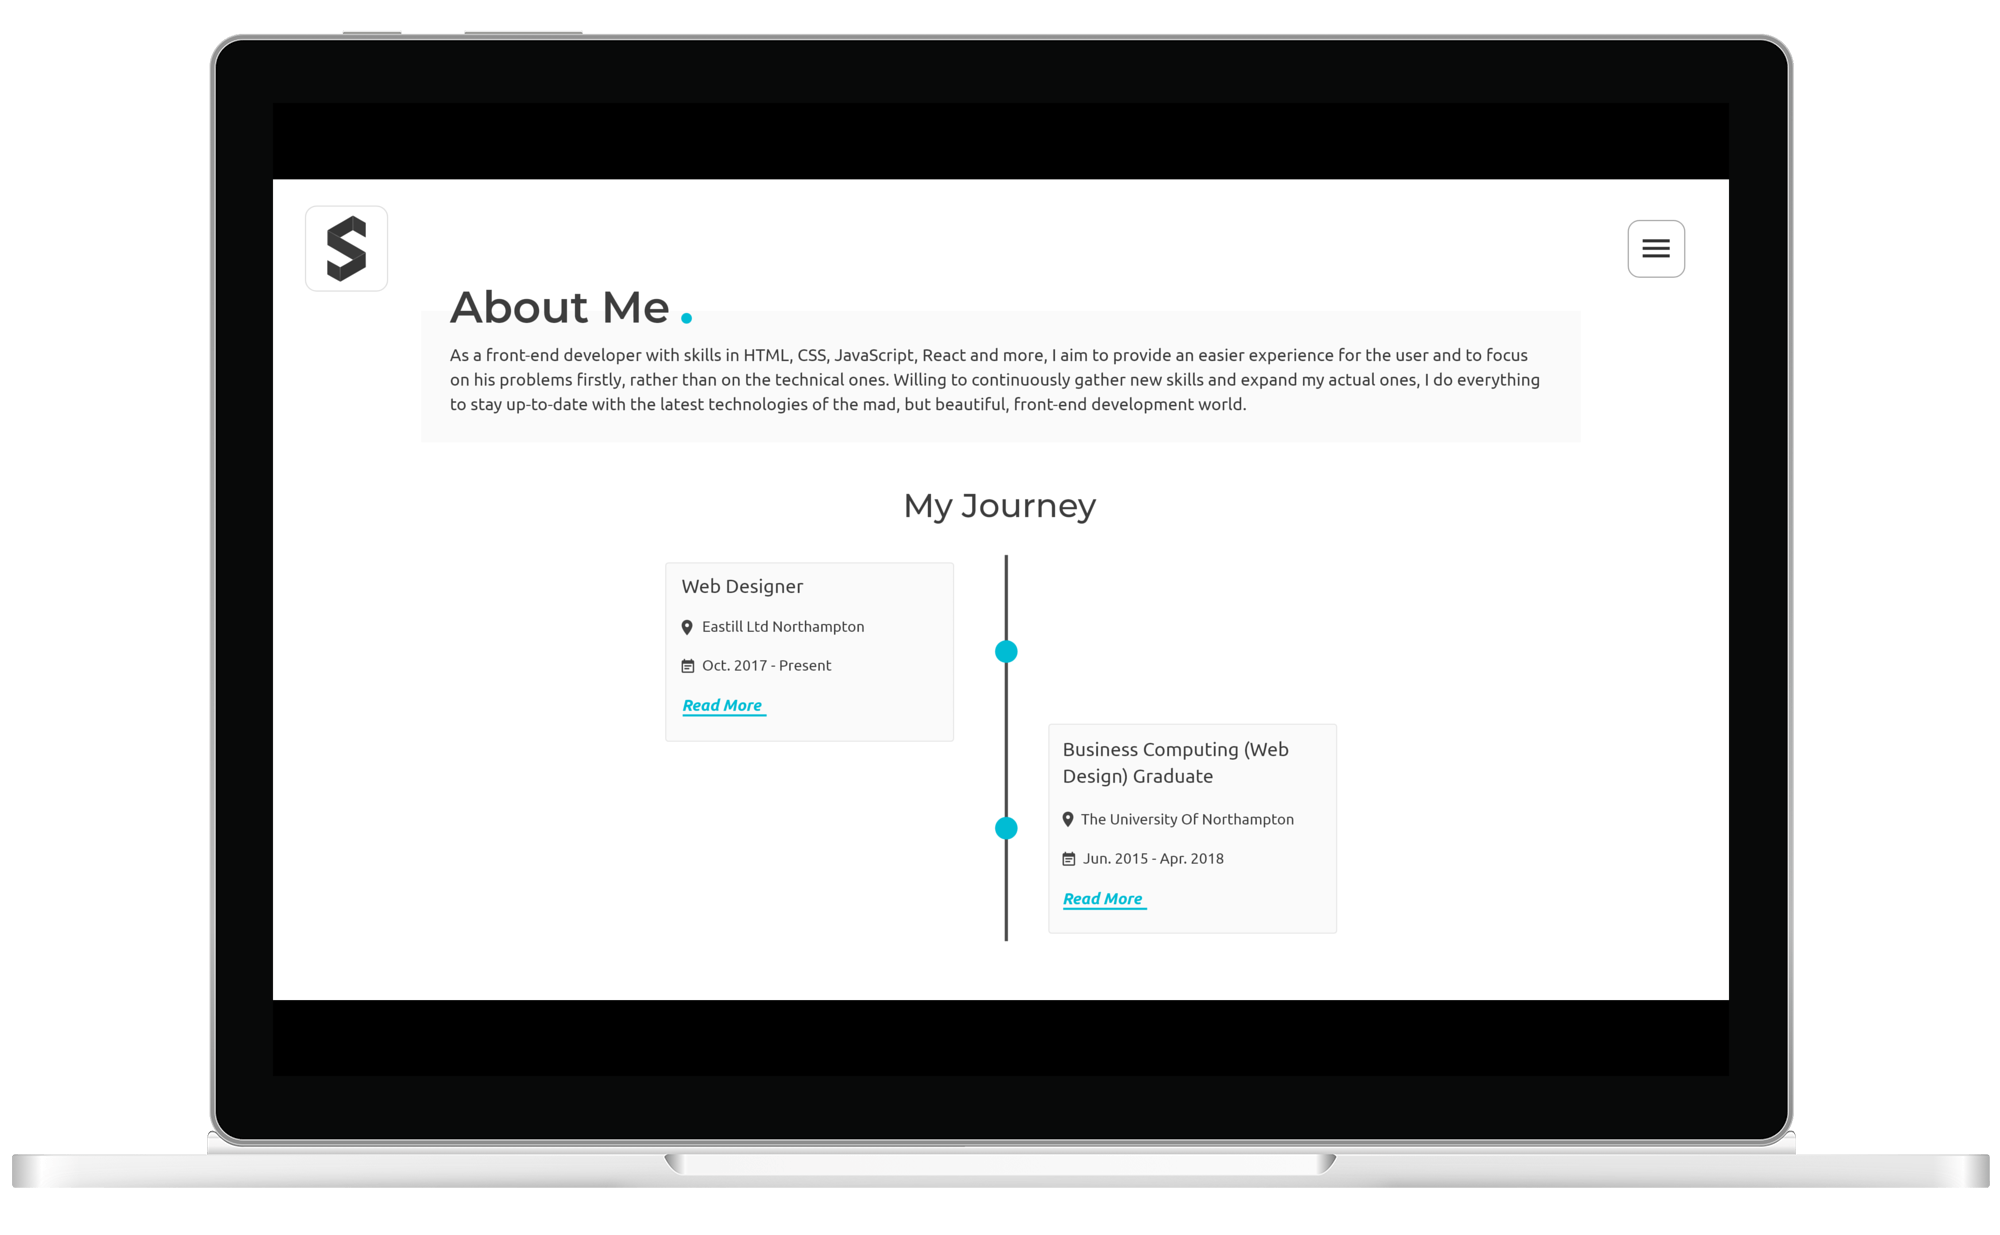 S
About Me .
As a front-end developer with skills in HTML, CSS, JavaScript, React and more, I aim to provide an easier experience for the user and to focus
on his problems firstly, rather than on the technical ones. Willing to continuously gather new skills and expand my actual ones, I do everything
to stay up-to-date with the latest technologies of the mad, but beautiful, front-end development world.
My Journey
Web Designer
Eastill Ltd Northampton
Oct. 2017 - Present
Read More
Business Computing (Web
Design) Graduate
The University Of Northampton
Jun. 2015 - Apr. 2018
Read More